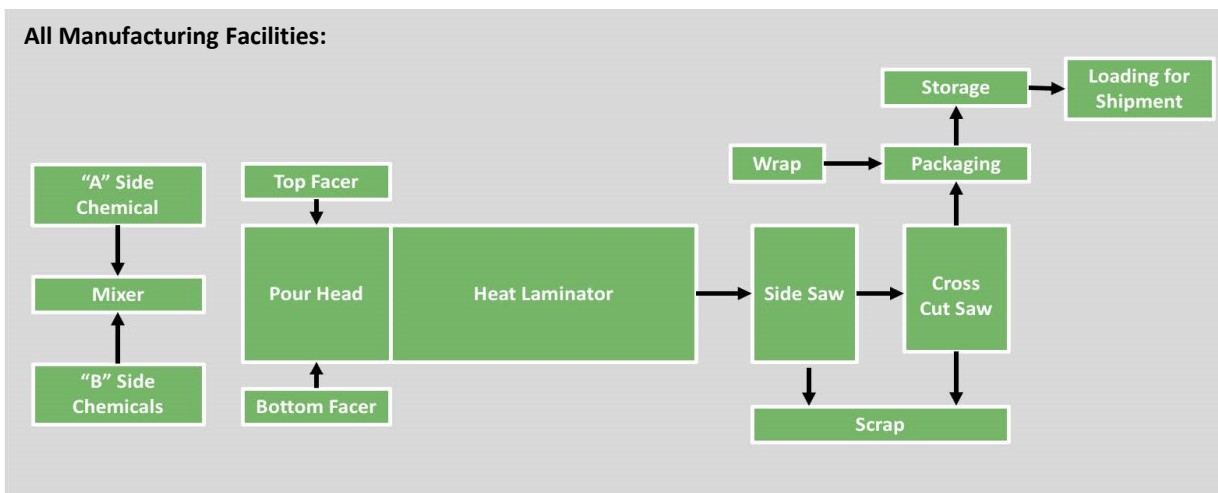 All Manufacturing Facilities:
“A” Side
Chemical
Mixer
“B” Side
Chemicals
Top Facer
Pour Head
Bottom Facer
Heat Laminator
Side Saw
Cross
Cut Saw
Scrap
Wrap
Packaging
Storage
Loading for
Shipment